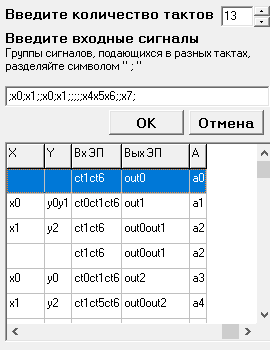 Введите количество тактов 13
Введите входные сигналы
Группы сигналов, подающихся в разных тактах,
разделяйте символом " ; "
;x0;x1;;x0;x1;;;;;x4x5x6;;x7;
OK Отмена
X Y Вх ЭП Вых ЭП A
ct1ct6 out0 a0
x0 y0y1 ct0ct1ct6 out1 a1
x1 y2 ct1ct6 out0out1 a2
ct1ct6 out0out1 a2
x0 y0 ct0ct1ct6 out2 a3
x1 y2 ct1ct5ct6 out0out2 a4